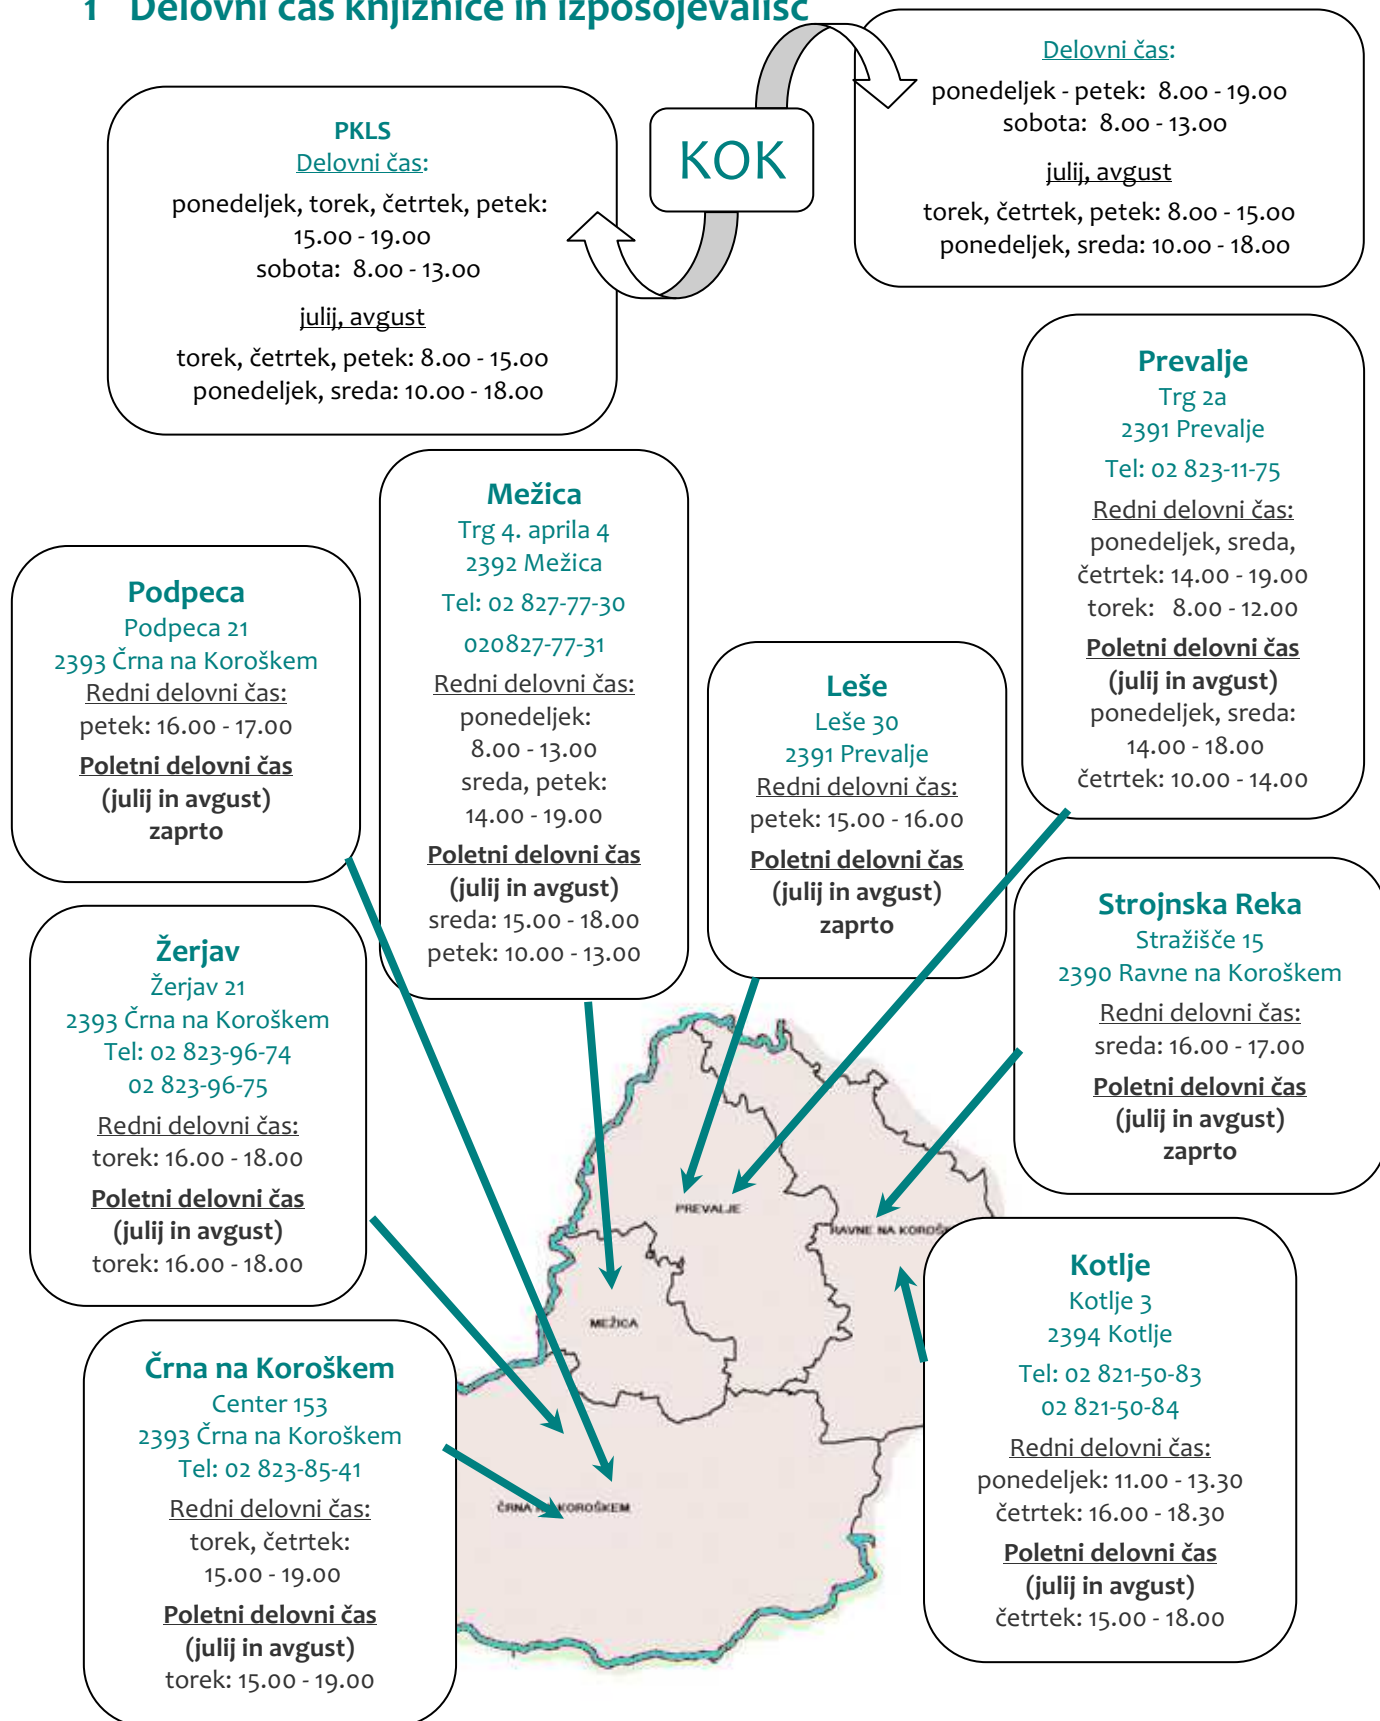 1 Delovni čas knjižnice in izposojevališč
KOK
Delovni čas:
ponedeljek - petek: 8.00 - 19.00
sobota: 8.00 - 13.00
julij, avgust
torek, četrtek, petek: 8.00 - 15.00
ponedeljek, sreda: 10.00 - 18.00
PKLS
Delovni čas:
ponedeljek, torek, četrtek, petek:
15.00 - 19.00
sobota: 8.00 - 13.00
julij, avgust
torek, četrtek, petek: 8.00 - 15.00
ponedeljek, sreda: 10.00 - 18.00
Prevalje
Trg 2a
2391 Prevalje
Tel: 02 823-11-75
Redni delovni čas:
ponedeljek, sreda,
četrtek: 14.00 - 19.00
torek: 8.00 - 12.00
Poletni delovni čas
(julij in avgust)
ponedeljek, sreda:
14.00 - 18.00
četrtek: 10.00 - 14.00
Mežica
Trg 4. aprila 4
2392 Mežica
Tel: 02 827-77-30
020827-77-31
Redni delovni čas:
ponedeljek:
8.00 - 13.00
sreda, petek:
14.00 - 19.00
Poletni delovni čas
(julij in avgust)
sreda: 15.00 - 18.00
petek: 10.00 - 13.00
Podpeca
Podpeca 21
2393 Črna na Koroškem
Redni delovni čas:
petek: 16.00 - 17.00
Poletni delovni čas
(julij in avgust)
zaprto
Leše
Leše 30
2391 Prevalje
Redni delovni čas:
petek: 15.00 - 16.00
Poletni delovni čas
(julij in avgust)
zaprto
Strojnska Reka
Stražišče 15
2390 Ravne na Koroškem
Redni delovni čas:
sreda: 16.00 - 17.00
Poletni delovni čas
(julij in avgust)
zaprto
Žerjav
Žerjav 21
2393 Črna na Koroškem
Tel: 02 823-96-74
02 823-96-75
Redni delovni čas:
torek: 16.00 - 18.00
Poletni delovni čas
(julij in avgust)
torek: 16.00 - 18.00
PREVALJE
RAVNE NA KOROŠ
MEŽICA
ČRNA NA KOROŠKEM
Kotlje
Kotlje 3
2394 Kotlje
Tel: 02 821-50-83
02 821-50-84
Redni delovni čas:
ponedeljek: 11.00 - 13.30
četrtek: 16.00 - 18.30
Poletni delovni čas
(julij in avgust)
četrtek: 15.00 - 18.00
Črna na Koroškem
Center 153
2393 Črna na Koroškem
Tel: 02 823-85-41
Redni delovni čas:
torek, četrtek:
15.00 - 19.00
Poletni delovni čas
(julij in avgust)
torek: 15.00 - 19.00